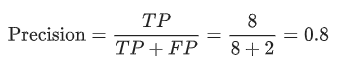 Precision = TP / (TP + FP) = 8 / (8 + 2) = 0.8